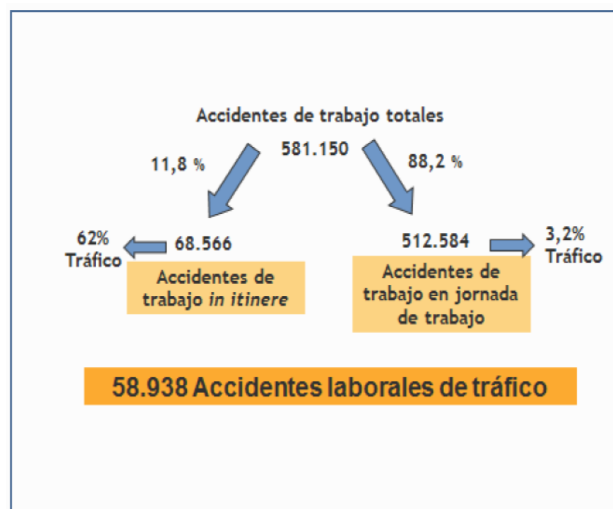 Accidentes de trabajo totales
11,8 %
581.150
88,2 %
62%
Tráfico
68.566
512.584
3,2%
Tráfico
Accidentes de
trabajo in itinere
Accidentes de
trabajo en jornada
de trabajo
58.938 Accidentes laborales de tráfico